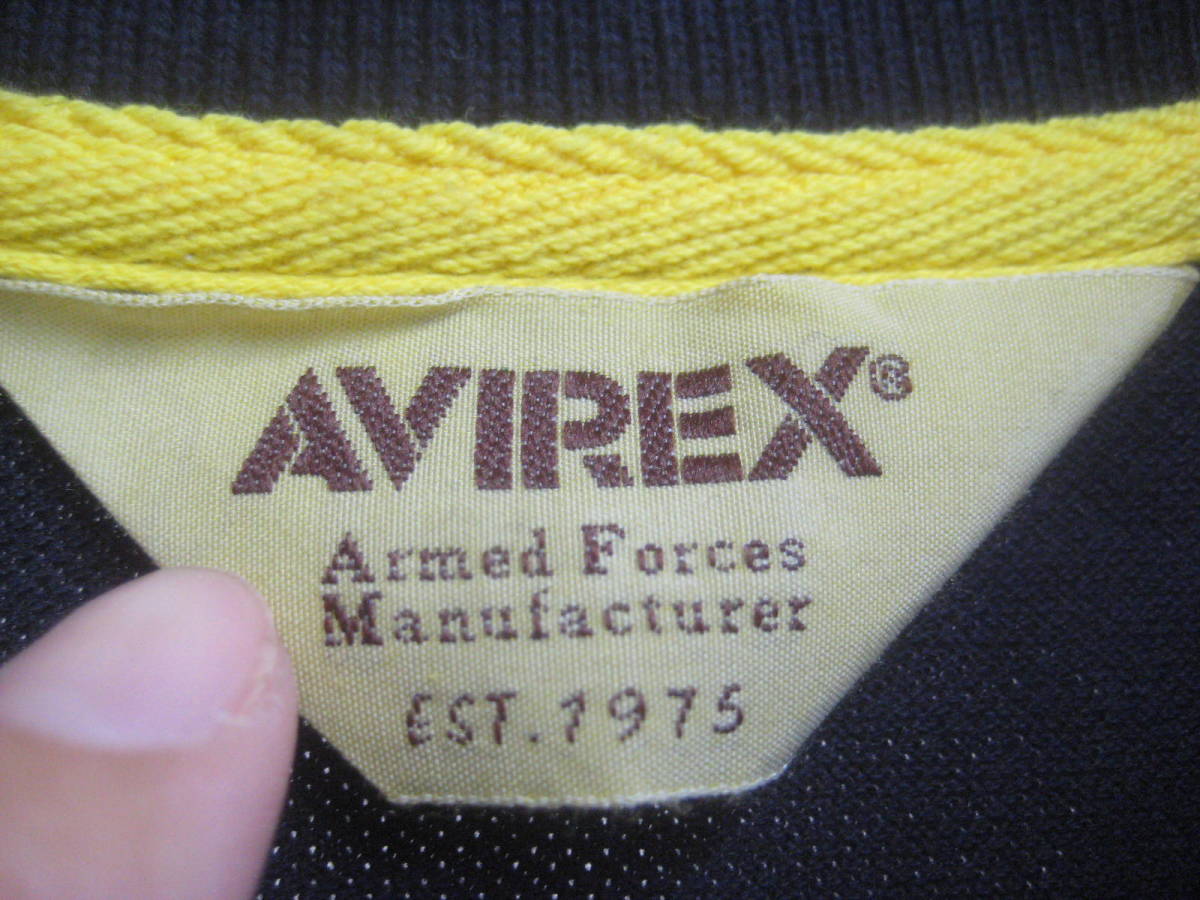 AVIREX®
Armed Forces
Manufacturer
EST.1975